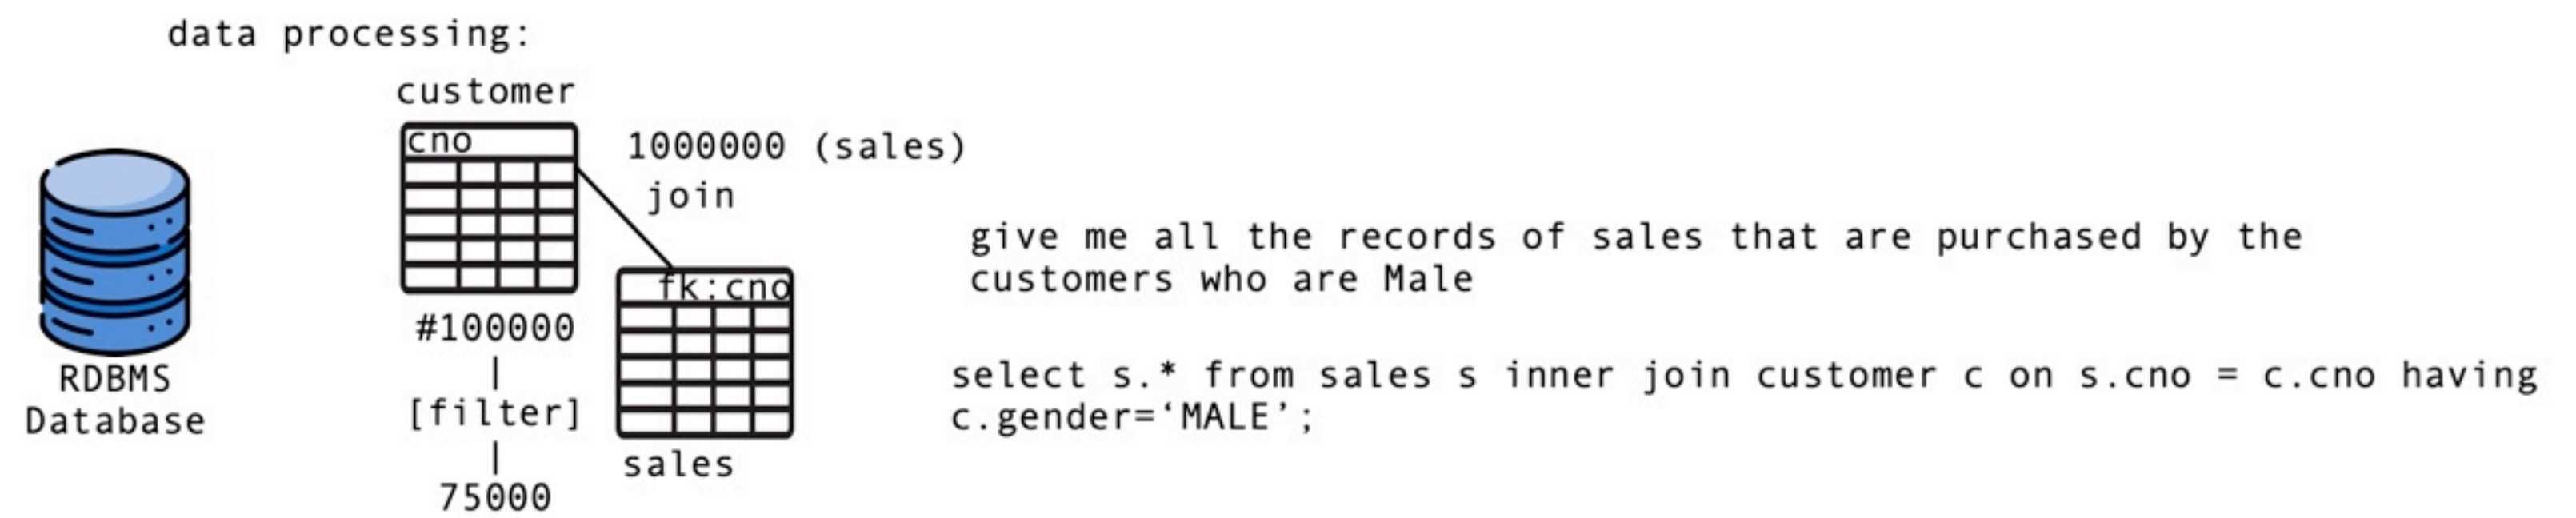 data processing:
customer
cno
1000000 (sales)
join
fk:cno
#100000
|
[filter]
|
75000
sales
RDBMS
Database
give me all the records of sales that are purchased by the
customers who are Male
select s.* from sales s inner join customer c on s.cno = c.cno having
c.gender=‘MALE’;